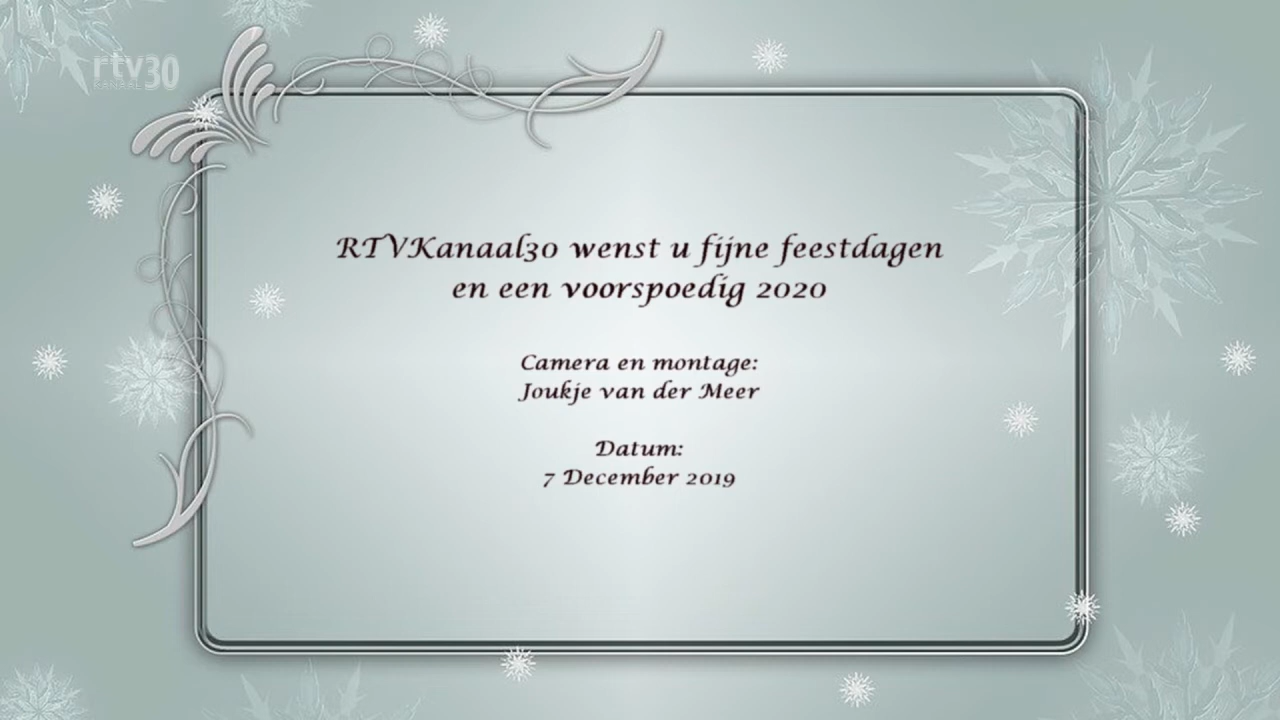 rtv30
KANAAL
RTVKanaal30 wenst u fijne feestdagen
en een voorspoedig 2020
Camera en montage:
Joukje van der Meer
Datum:
7 December 2019